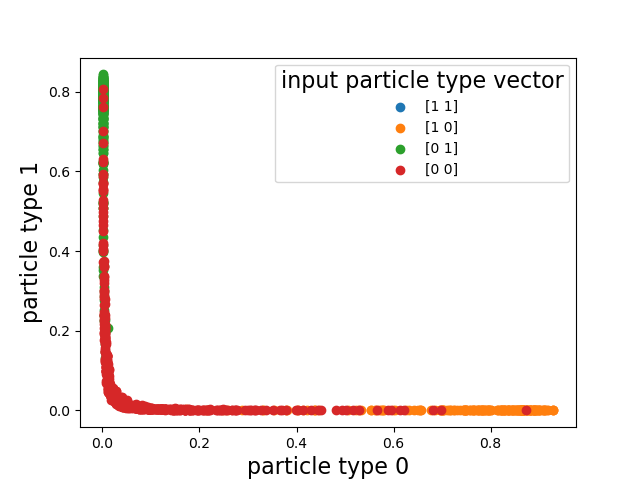 input particle type vector
[1 1]
[1 0]
[0 1]
[0 0]
particle type 1
0.8
0.6
0.4
0.2
0.0
0.0 0.2 0.4 0.6 0.8
particle type 0